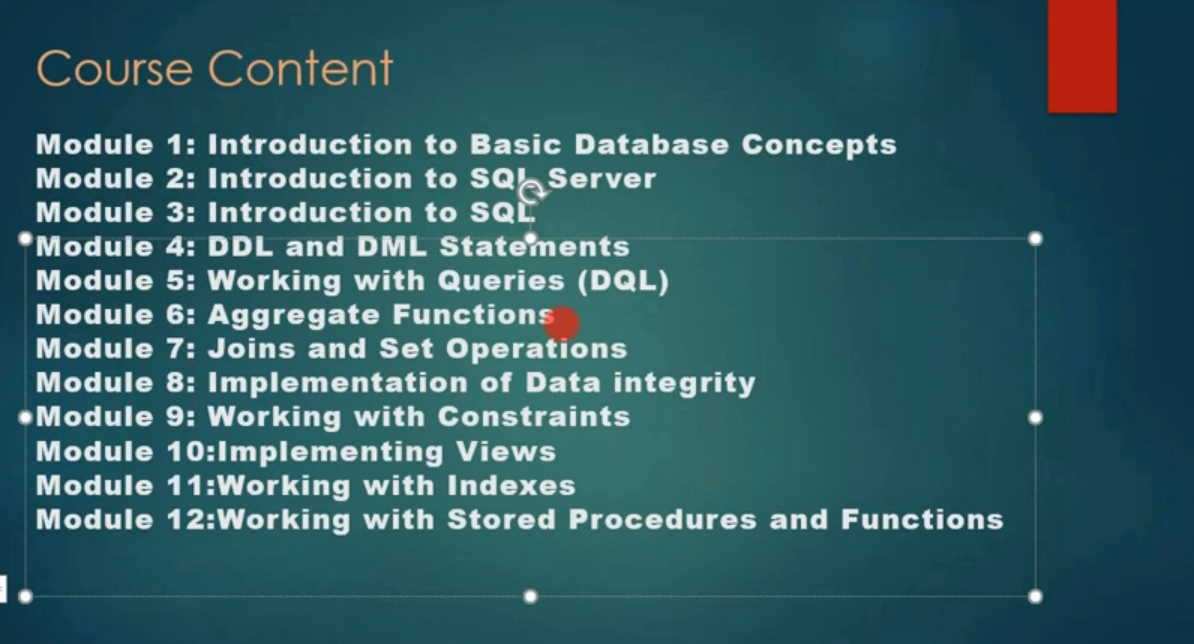 Course Content
Module 1: Introduction to Basic Database Concepts
Module 2: Introduction to SQL Server
Module 3: Introduction to SQL
Module 4: DDL and DML Statements
Module 5: Working with Queries (DQL)
Module 6: Aggregate Functions
Module 7: Joins and Set Operations
Module 8: Implementation of Data integrity
Module 9: Working with Constraints
Module 10:Implementing Views
Module 11:Working with Indexes
Module 12:Working with Stored Procedures and Functions